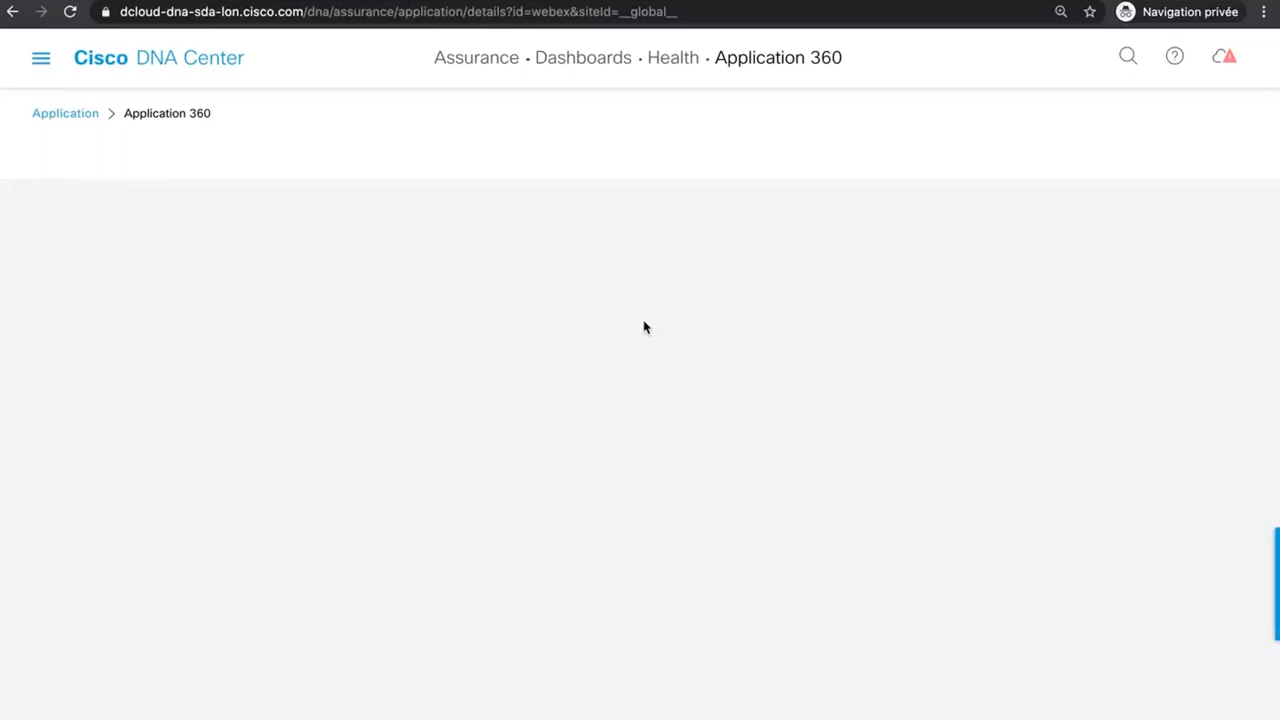 dcloud-dna-sda-lon.cisco.com/dna/assurance/application/details?id=webex&siteId=__global__
Navigation privée
Cisco DNA Center
Assurance • Dashboards • Health • Application 360
Application > Application 360